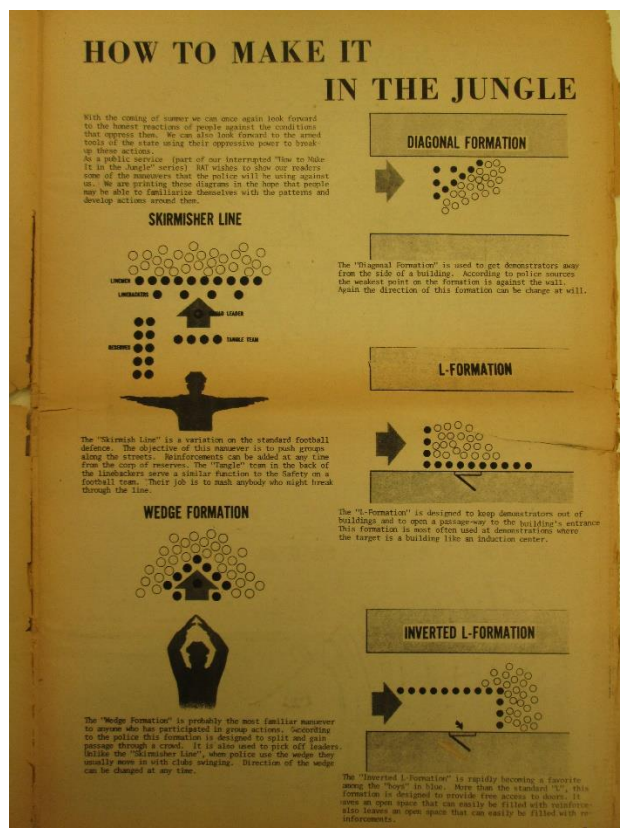 HOW TO MAKE IT
IN THE JUNGLE
With the coming of summer we can once again look forward
to the honest reactions of people against the conditions
that oppress them. We can also look forward to the armed
tools of the state using their oppressive power to break
up these actions.
As a public service (part of our interrupted "How to Make
It in the Jungle" series) RAT wishes to show our readers
some of the maneuvers that the police will be using against
us. We are printing these diagrams in the hope that people
may be able to familiarize themselves with the patterns and
develop actions around them.
SKIRMISHER LINE
LINEMEN
LINEBACKERS
SQUAD LEADER
RESERVES
TANGLE TEAM
The "Skirmish Line" is a variation on the standard football
defence. The objective of this manuever is to push groups
along the streets. Reinforcements can be added at any time
from the corp of reserves. The "Tangle" team in the back of
the linebackers serve a similar function to the Safety on a
football team. Their job is to mash anybody who might break
through the line.
WEDGE FORMATION
The "Wedge Formation" is probably the most familiar manuever
to anyone who has participated in group actions. According
to the police this formation is designed to split and gain
passage through a crowd. It is also used to pick off leaders.
Unlike the "Skirmisher Line", when police use the wedge they
usually move in with clubs swinging. Direction of the wedge
can be changed at any time.
DIAGONAL FORMATION
The "Diagonal Formation" is used to get demonstrators away
from the side of a building. According to police sources
the weakest point on the formation is against the wall.
Again the direction of this formation can be change at will.
L-FORMATION
The "L-Formation" is designed to keep demonstrators out of
buildings and to open a passage-way to the building's entrance
This formation is most often used at demonstrations where
the target is a building like an induction center.
INVERTED L-FORMATION
The "Inverted L-Formation" is rapidly becoming a favorite
among the "boys" in blue. More than the standard "L", this
formation is designed to provide free access to doors. It
aves an open space that can easily be filled with reinforce-
also leaves an open space that can easily be filled with re-
inforcements.